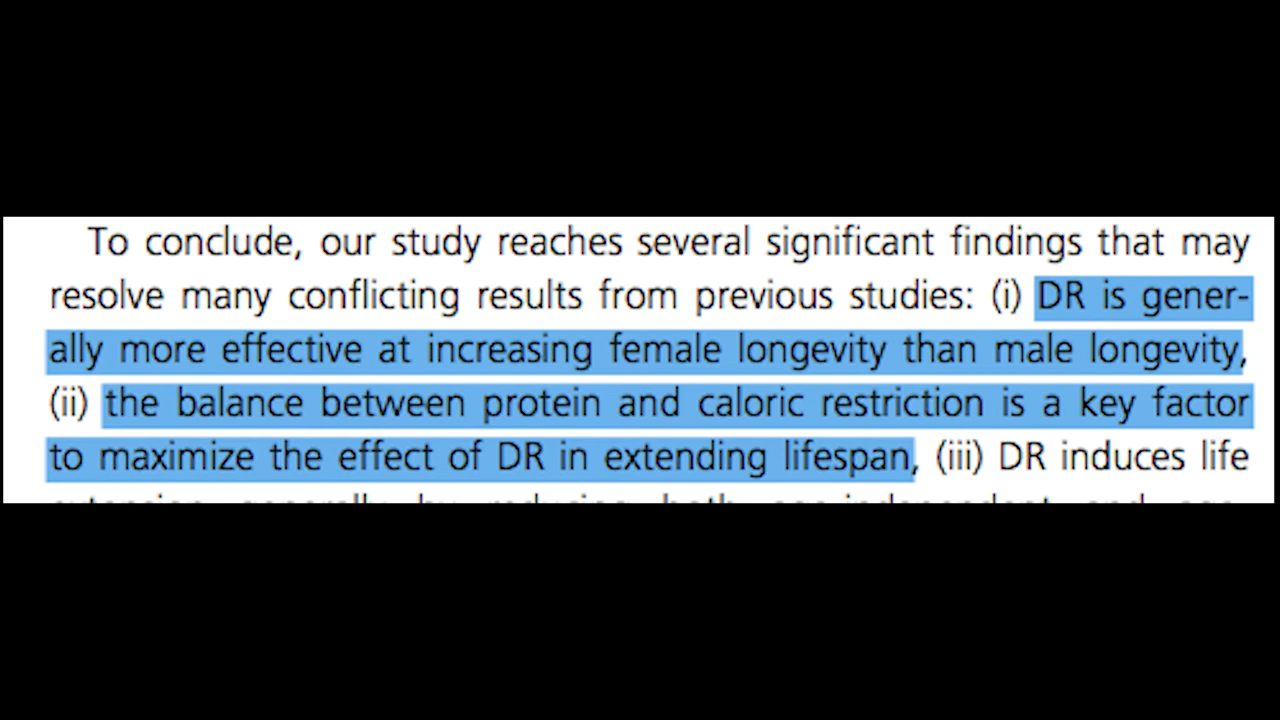 To conclude, our study reaches several significant findings that may
resolve many conflicting results from previous studies: (i) DR is gener-
ally more effective at increasing female longevity than male longevity,
(ii) the balance between protein and caloric restriction is a key factor
to maximize the effect of DR in extending lifespan, (iii) DR induces life